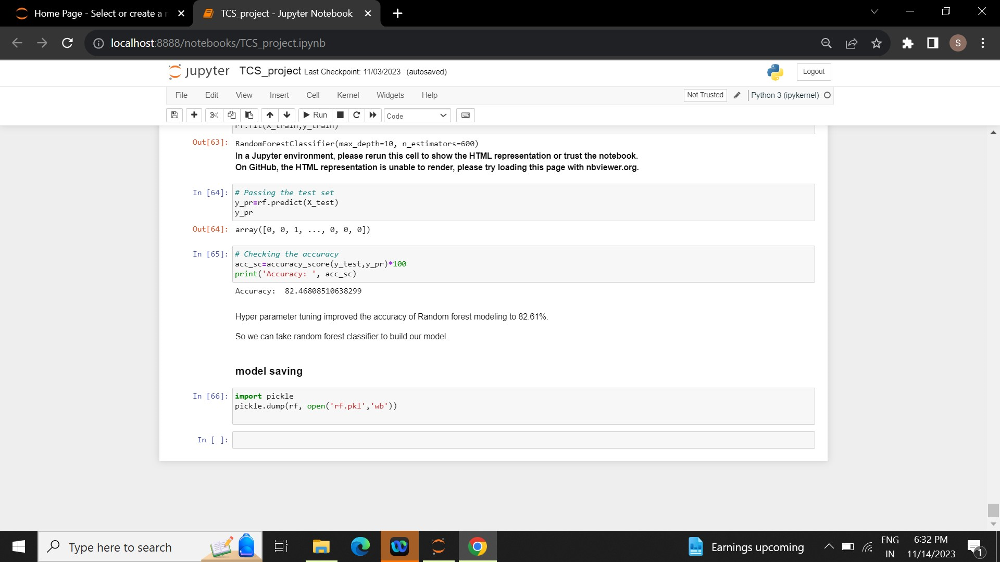 Home Page - Select or create a n
TCS_project - Jupyter Notebook
localhost:8888/notebooks/TCS_project.ipynb
S
jupyter TCS_project Last Checkpoint: 11/03/2023 (autosaved)
Logout
File Edit View Insert Cell Kernel Widgets Help
Not Trusted Python 3 (ipykernel)
Run Code
rf.fit(X_train,y_train)
Out[63]: RandomForestClassifier(max_depth=10, n_estimators=600)
In a Jupyter environment, please rerun this cell to show the HTML representation or trust the notebook.
On GitHub, the HTML representation is unable to render, please try loading this page with nbviewer.org.
In [64]: # Passing the test set
y_pr=rf.predict(X_test)
y_pr
Out[64]: array([0, 0, 1, ..., 0, 0, 0])
In [65]: # Checking the accuracy
acc_sc=accuracy_score(y_test,y_pr)*100
print('Accuracy: ', acc_sc)
Accuracy:  82.46808510638299
Hyper parameter tuning improved the accuracy of Random forest modeling to 82.61%.
So we can take random forest classifier to build our model.
model saving
In [66]: import pickle
pickle.dump(rf, open('rf.pkl','wb'))
In [ ]:
Type here to search
Earnings upcoming
ENG
IN
6:32 PM
11/14/2023
1